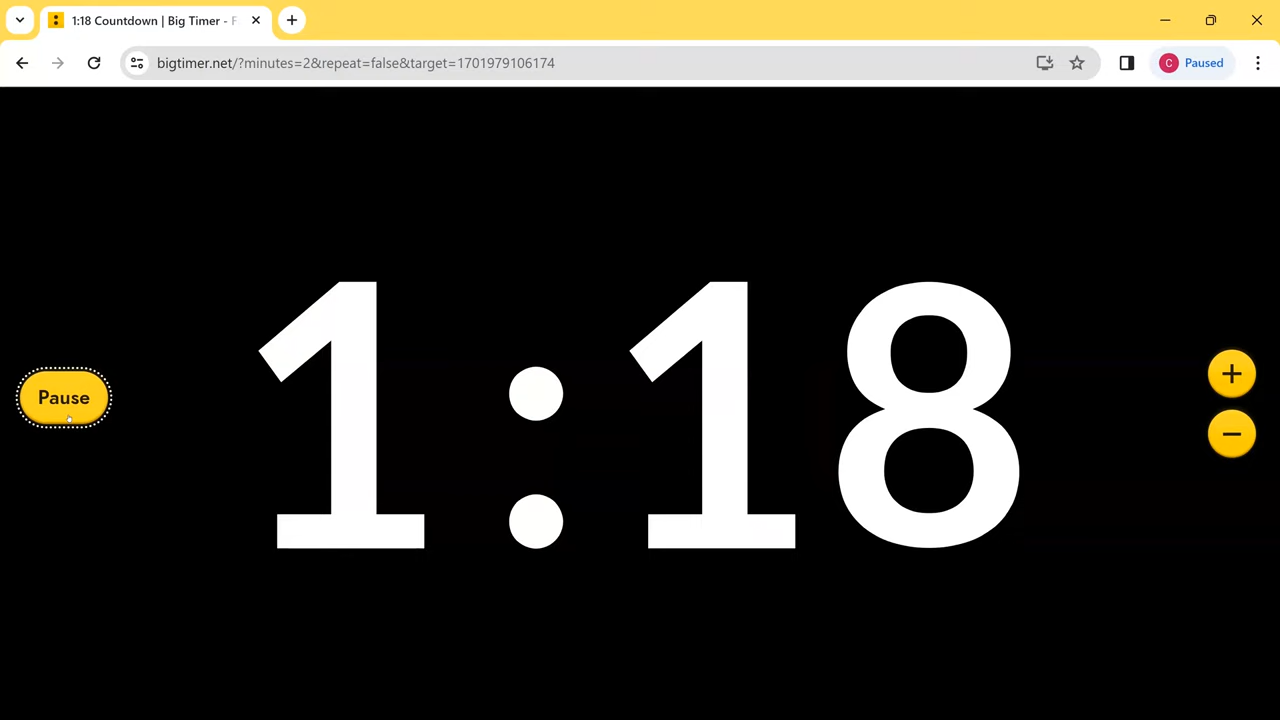 1:18 Countdown | Big Timer - F
bigtimer.net/?minutes=2&repeat=false&target=1701979106174
C
Paused
1:18
Pause
+
−